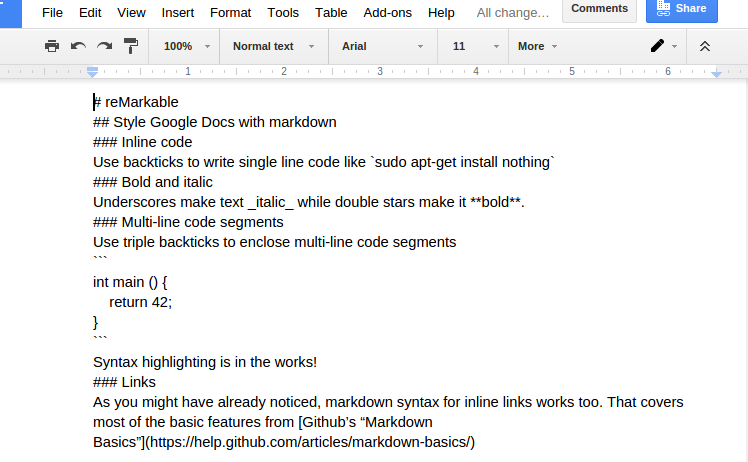 File Edit View Insert Format Tools Table Add-ons Help All change... Comments Share
100% Normal text Arial 11 More
1 2 3 4 5 6
# reMarkable
## Style Google Docs with markdown
### Inline code
Use backticks to write single line code like `sudo apt-get install nothing`
### Bold and italic
Underscores make text _italic_ while double stars make it **bold**.
### Multi-line code segments
Use triple backticks to enclose multi-line code segments
```
int main () {
    return 42;
}
```
Syntax highlighting is in the works!
### Links
As you might have already noticed, markdown syntax for inline links works too. That covers
most of the basic features from [Github's “Markdown
Basics”](https://help.github.com/articles/markdown-basics/)